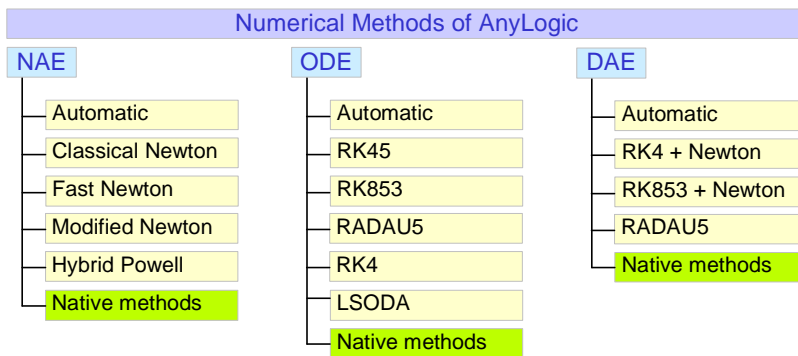 Numerical Methods of AnyLogic
NAE
Automatic
Classical Newton
Fast Newton
Modified Newton
Hybrid Powell
Native methods
ODE
Automatic
RK45
RK853
RADAU5
RK4
LSODA
Native methods
DAE
Automatic
RK4 + Newton
RK853 + Newton
RADAU5
Native methods